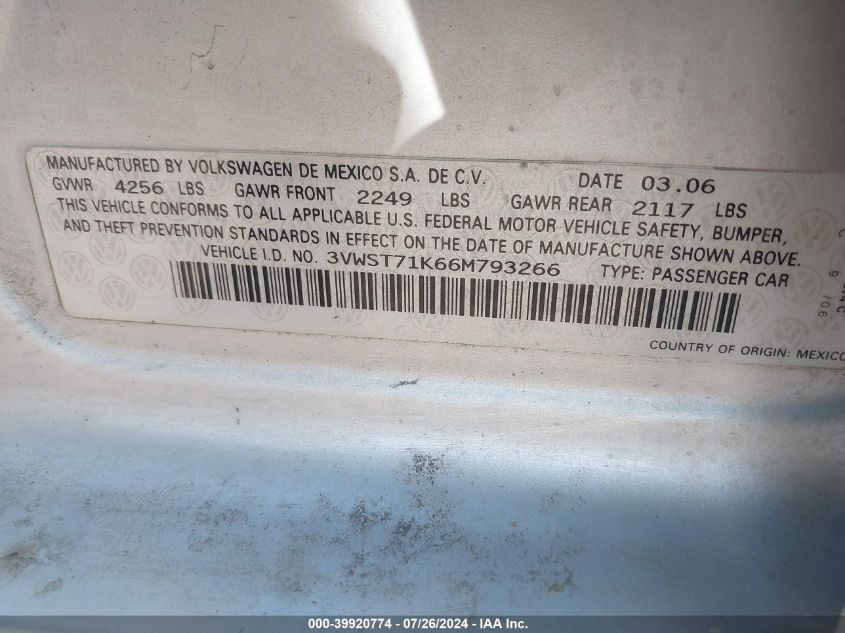 MANUFACTURED BY VOLKSWAGEN DE MEXICO S.A. DE C.V. DATE 03.06
GVWR 4256 LBS GAWR FRONT 2249 LBS GAWR REAR 2117 LBS
THIS VEHICLE CONFORMS TO ALL APPLICABLE U.S. FEDERAL MOTOR VEHICLE SAFETY, BUMPER,
AND THEFT PREVENTION STANDARDS IN EFFECT ON THE DATE OF MANUFACTURE SHOWN ABOVE.
VEHICLE I.D. NO. 3VWST71K66M793266 TYPE: PASSENGER CAR
COUNTRY OF ORIGIN: MEXICO
000-39920774 / 07/26/2024 - IAA Inc.